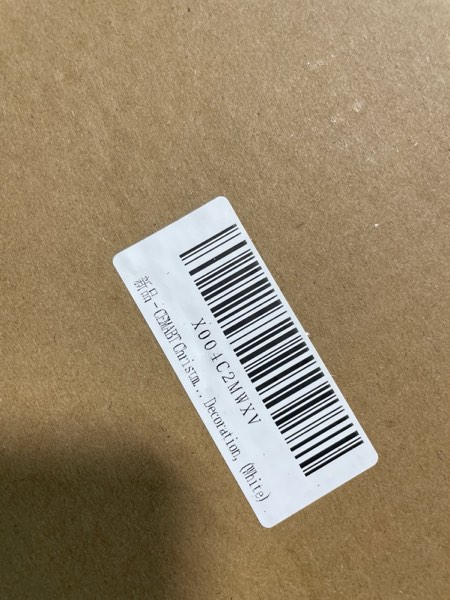 X004C2MWXV
新品 - CEMABT Christm... Decoration, (White)